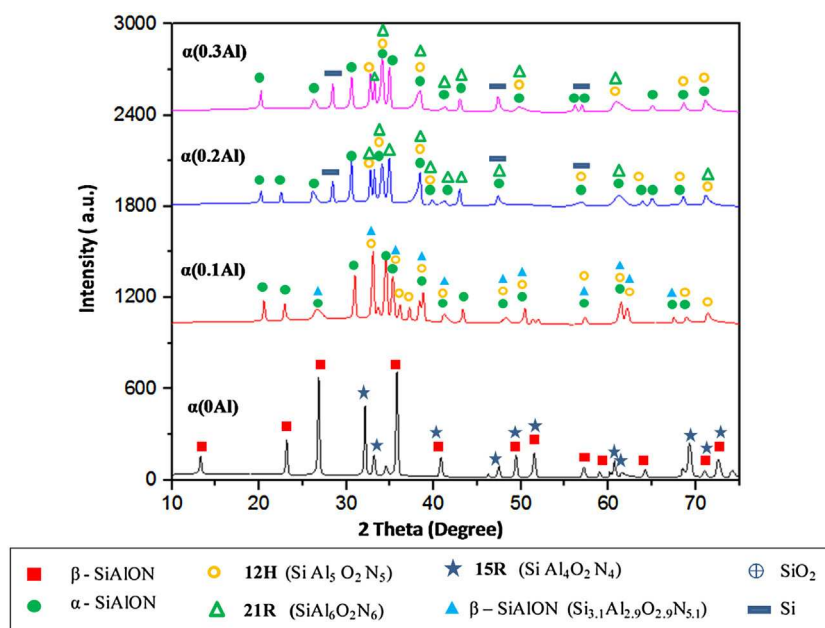 3000
α(0.3Al)
2400
α(0.2Al)
1800
α(0.1Al)
1200
600
α(0Al)
0
Intensity ( a.u.)
10 20 30 40 50 60 70
2 Theta (Degree)
β - SiAlON 12H (Si Al₅ O₂ N₅) 15R (Si Al₄O₂ N₄) SiO₂
α - SiAlON 21R (SiAl₆O₂N₆) β – SiAlON (Si₃.₁Al₂.₉O₂.₉N₅.₁) Si